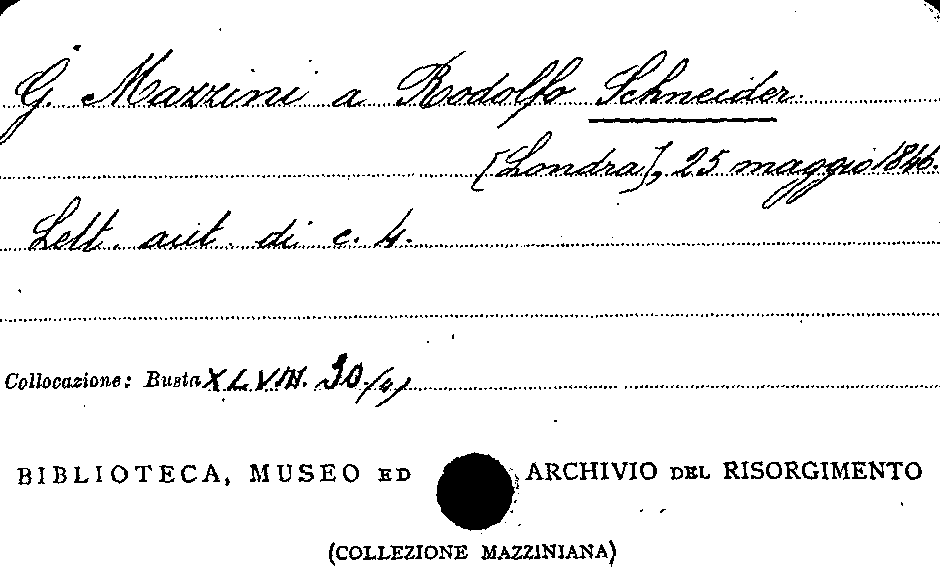 G. Mazzini a Rodolfo Schneider.
[Londra], 25 maggio 1846.
Lett. aut. di c. 4.
Collocazione: Busta XLVIII. 30/
BIBLIOTECA, MUSEO ED ARCHIVIO DEL RISORGIMENTO
(COLLEZIONE MAZZINIANA)